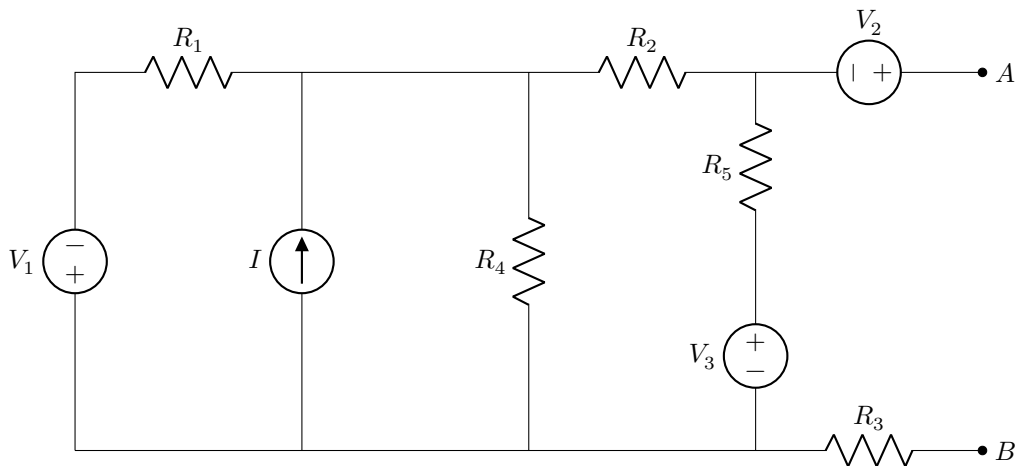 V₂
R₁
R₂
− +
A
R₅
V₁
−
+
I
R₄
V₃
+
−
R₃
B